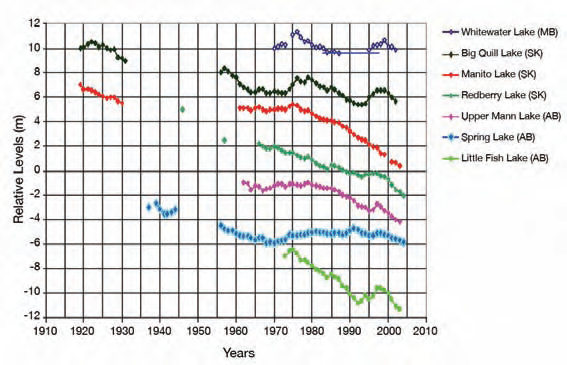 12
10
8
6
4
2
0
-2
-4
-6
-8
-10
-12
Relative Levels (m)
1910 1920 1930 1940 1950 1960 1970 1980 1990 2000 2010
Years
Whitewater Lake (MB)
Big Quill Lake (SK)
Manito Lake (SK)
Redberry Lake (SK)
Upper Mann Lake (AB)
Spring Lake (AB)
Little Fish Lake (AB)